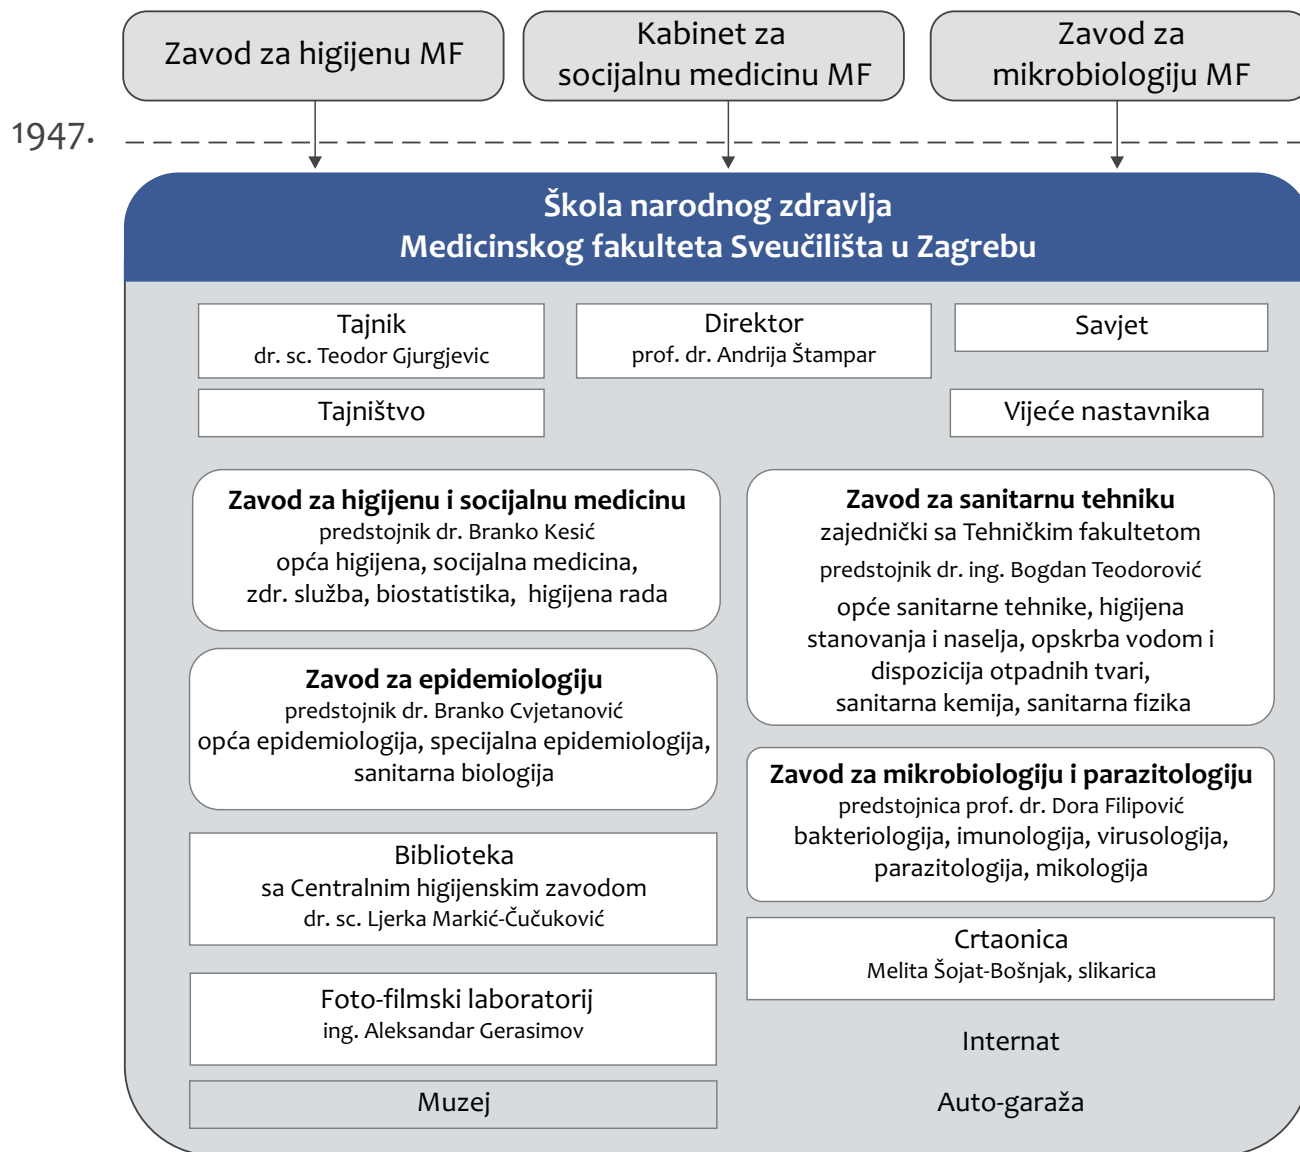 Zavod za higijenu MF
Kabinet za
socijalnu medicinu MF
Zavod za
mikrobiologiju MF
1947.
Škola narodnog zdravlja
Medicinskog fakulteta Sveučilišta u Zagrebu
Tajnik
dr. sc. Teodor Gjurgjevic
Direktor
prof. dr. Andrija Štampar
Savjet
Tajništvo
Vijeće nastavnika
Zavod za higijenu i socijalnu medicinu
predstojnik dr. Branko Kesić
opća higijena, socijalna medicina,
zdr. služba, biostatistika, higijena rada
Zavod za sanitarnu tehniku
zajednički sa Tehničkim fakultetom
predstojnik dr. ing. Bogdan Teodorović
opće sanitarne tehnike, higijena
stanovanja i naselja, opskrba vodom i
dispozicija otpadnih tvari,
sanitarna kemija, sanitarna fizika
Zavod za epidemiologiju
predstojnik dr. Branko Cvjetanović
opća epidemiologija, specijalna epidemiologija,
sanitarna biologija
Zavod za mikrobiologiju i parazitologiju
predstojnica prof. dr. Dora Filipović
bakteriologija, imunologija, virusologija,
parazitologija, mikologija
Biblioteka
sa Centralnim higijenskim zavodom
dr. sc. Ljerka Markić-Čučuković
Crtaonica
Melita Šojat-Bošnjak, slikarica
Foto-filmski laboratorij
ing. Aleksandar Gerasimov
Internat
Muzej
Auto-garaža